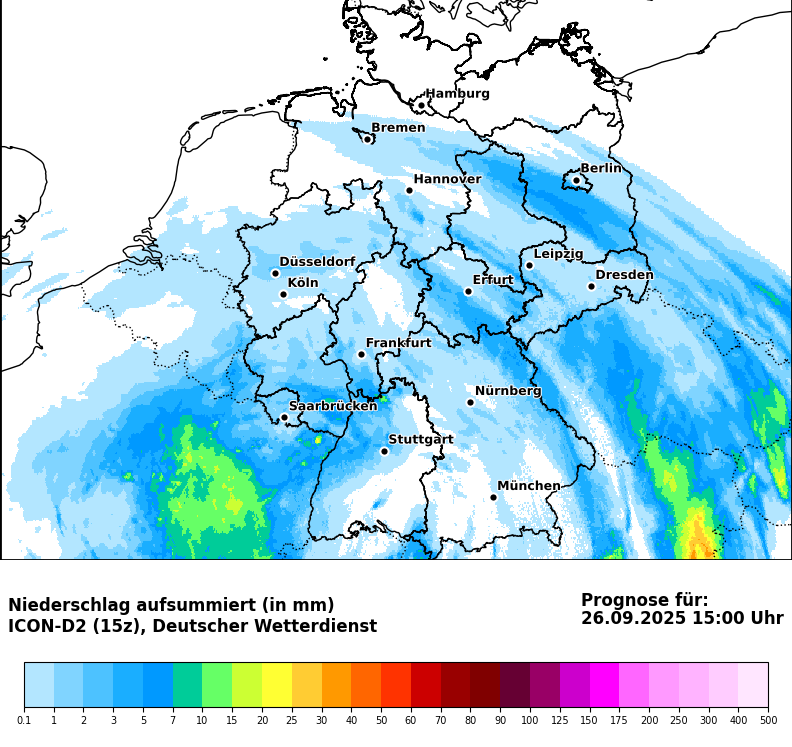 Hamburg
Bremen
Berlin
Hannover
Leipzig
Düsseldorf
Dresden
Köln
Erfurt
Frankfurt
Nürnberg
Saarbrücken
Stuttgart
München
Niederschlag aufsummiert (in mm)
ICON-D2 (15z), Deutscher Wetterdienst
Prognose für:
26.09.2025 15:00 Uhr
0.1 1 2 3 5 7 10 15 20 25 30 40 50 60 70 80 90 100 125 150 175 200 250 300 400 500